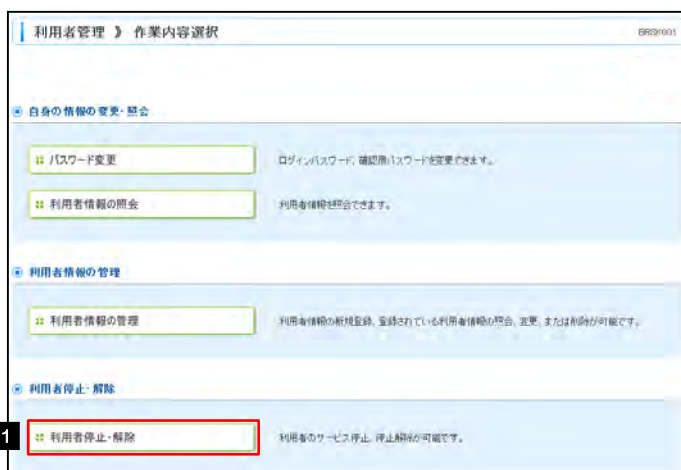 利用者管理 》 作業内容選択
BRSK001
自身の情報の変更・照会
パスワード変更
ログインパスワード、確認用パスワードを変更できます。
利用者情報の照会
利用者情報を照会できます。
利用者情報の管理
利用者情報の管理
利用者情報の新規登録、登録されている利用者情報の照会、変更、または削除が可能です。
利用者停止・解除
1
利用者停止・解除
利用者のサービス停止、停止解除が可能です。